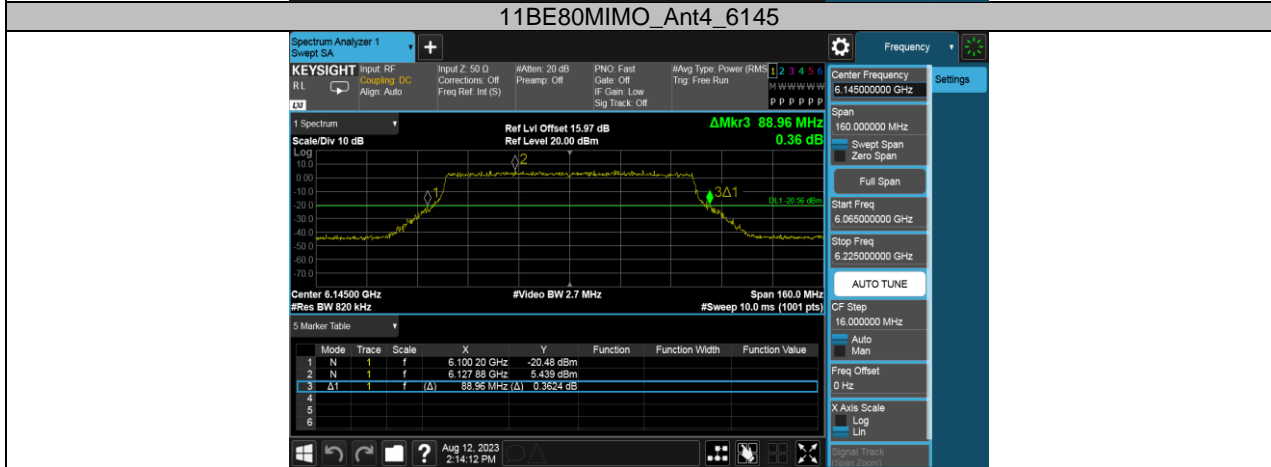 11BE80MIMO_Ant4_6145
Spectrum Analyzer 1
Swept SA
Frequency
KEYSIGHT
RL
LXI
Input: RF
Coupling: DC
Align: Auto
Input Z: 50 Ω
Corrections: Off
Freq Ref: Int (S)
#Atten: 20 dB
Preamp: Off
PNO: Fast
Gate: Off
IF Gain: Low
Sig Track: Off
#Avg Type: Power (RMS
Trig: Free Run
1 2 3 4 5 6
M W W W W W
P P P P P P
1 Spectrum
Scale/Div 10 dB
Ref Lvl Offset 15.97 dB
Ref Level 20.00 dBm
ΔMkr3 88.96 MHz
0.36 dB
Log
10.0
0.00
-10.0
-20.0
-30.0
-40.0
-50.0
-60.0
-70.0
2
1
3Δ1
DL1 -20.56 dBm
Center 6.14500 GHz
#Video BW 2.7 MHz
Span 160.0 MHz
#Res BW 820 kHz
#Sweep 10.0 ms (1001 pts)
5 Marker Table
Mode Trace Scale X Y Function Function Width Function Value
1 N 1 f 6.100 20 GHz -20.48 dBm
2 N 1 f 6.127 88 GHz 5.439 dBm
3 Δ1 1 f (Δ) 88.96 MHz (Δ) 0.3624 dB
4
5
6
Aug 12, 2023
2:14:12 PM
Center Frequency
6.145000000 GHz
Settings
Span
160.000000 MHz
Swept Span
Zero Span
Full Span
Start Freq
6.065000000 GHz
Stop Freq
6.225000000 GHz
AUTO TUNE
CF Step
16.000000 MHz
Auto
Man
Freq Offset
0 Hz
X Axis Scale
Log
Lin
Signal Track
(Span Zoom)